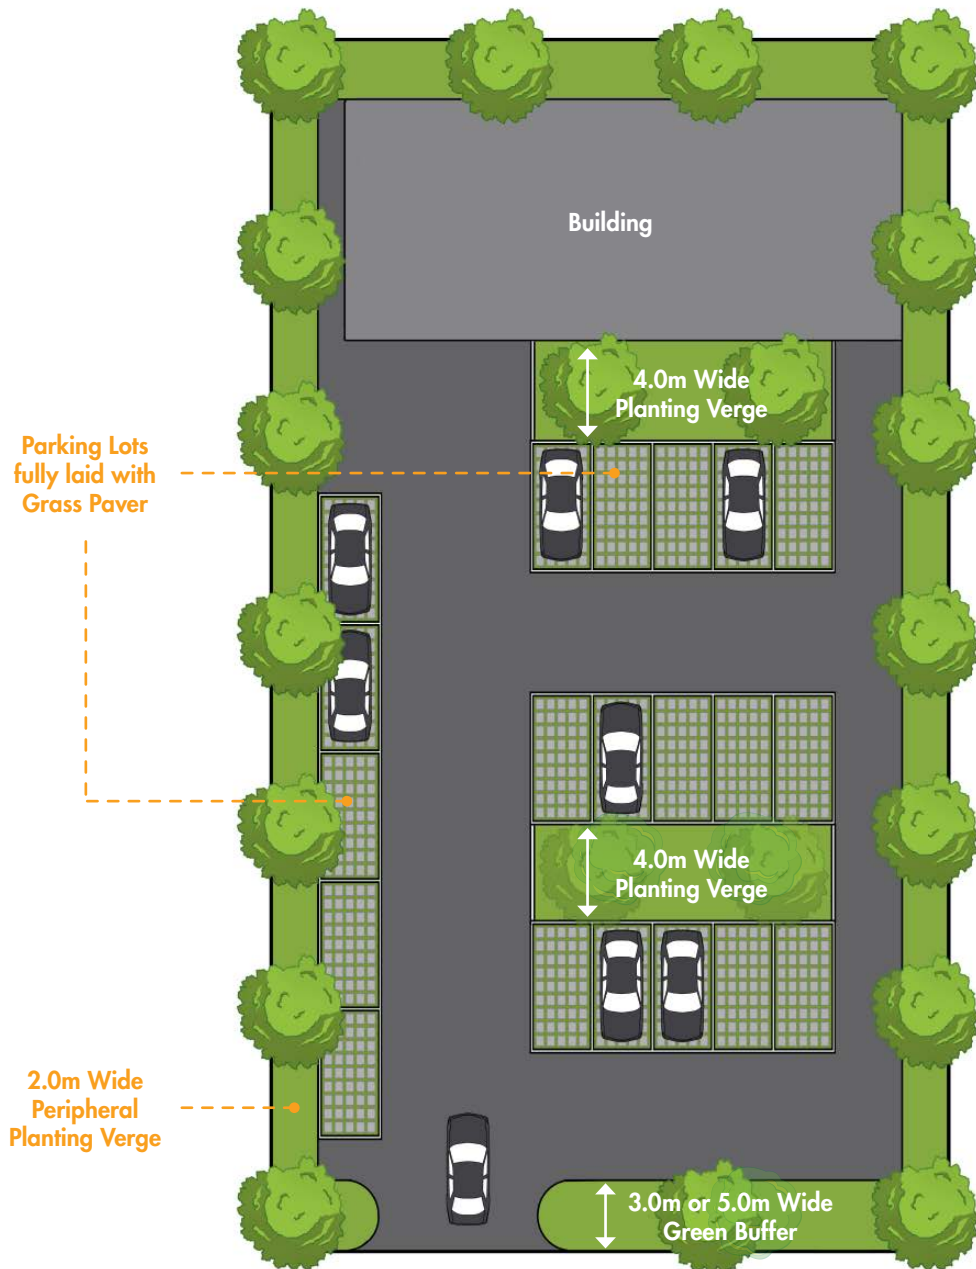 Building
4.0m Wide
Planting Verge
Parking Lots
fully laid with
Grass Paver
4.0m Wide
Planting Verge
2.0m Wide
Peripheral
Planting Verge
3.0m or 5.0m Wide
Green Buffer